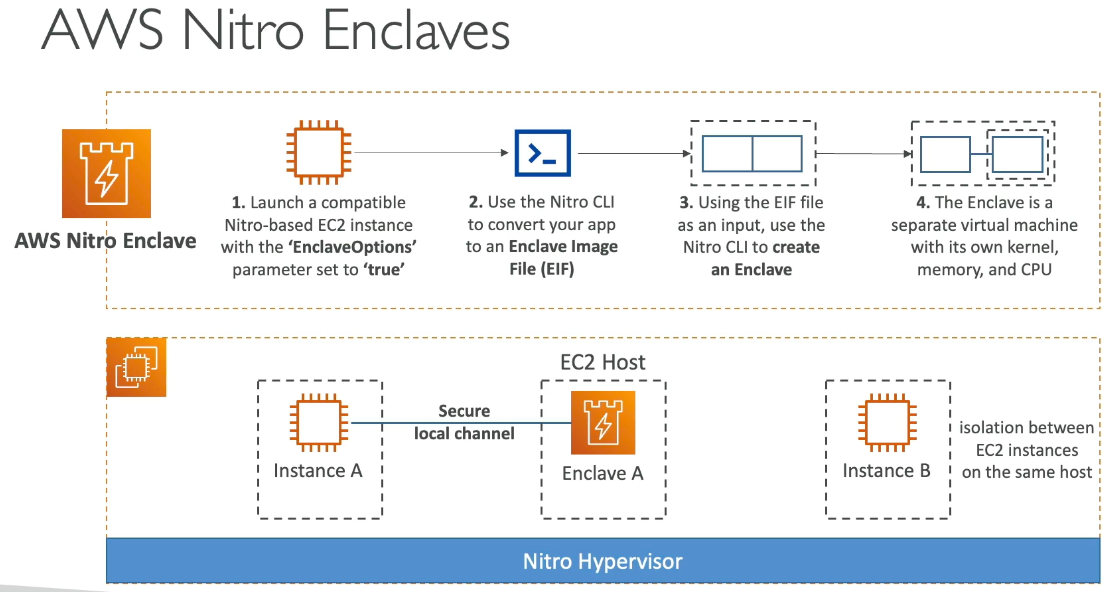 AWS Nitro Enclaves
AWS Nitro Enclave
1. Launch a compatible
Nitro-based EC2 instance
with the ‘EnclaveOptions’
parameter set to ‘true’
2. Use the Nitro CLI
to convert your app
to an Enclave Image
File (EIF)
3. Using the EIF file
as an input, use the
Nitro CLI to create
an Enclave
4. The Enclave is a
separate virtual machine
with its own kernel,
memory, and CPU
EC2 Host
Instance A
Secure
local channel
Enclave A
Instance B
isolation between
EC2 instances
on the same host
Nitro Hypervisor